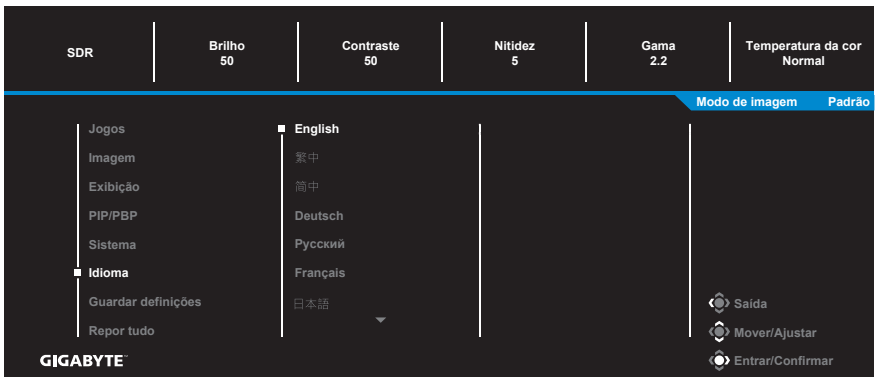 SDR
Brilho
50
Contraste
50
Nitidez
5
Gama
2.2
Temperatura da cor
Normal
Modo de imagem Padrão
Jogos
Imagem
Exibição
PIP/PBP
Sistema
Idioma
Guardar definições
Repor tudo
English
繁中
简中
Deutsch
Русский
Français
日本語
Saída
Mover/Ajustar
Entrar/Confirmar
GIGABYTE™